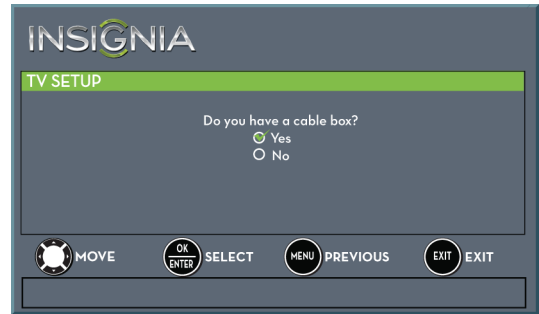 INSIGNIA
TV SETUP
Do you have a cable box?
Yes
No
MOVE
OK
ENTER
SELECT
MENU
PREVIOUS
EXIT
EXIT